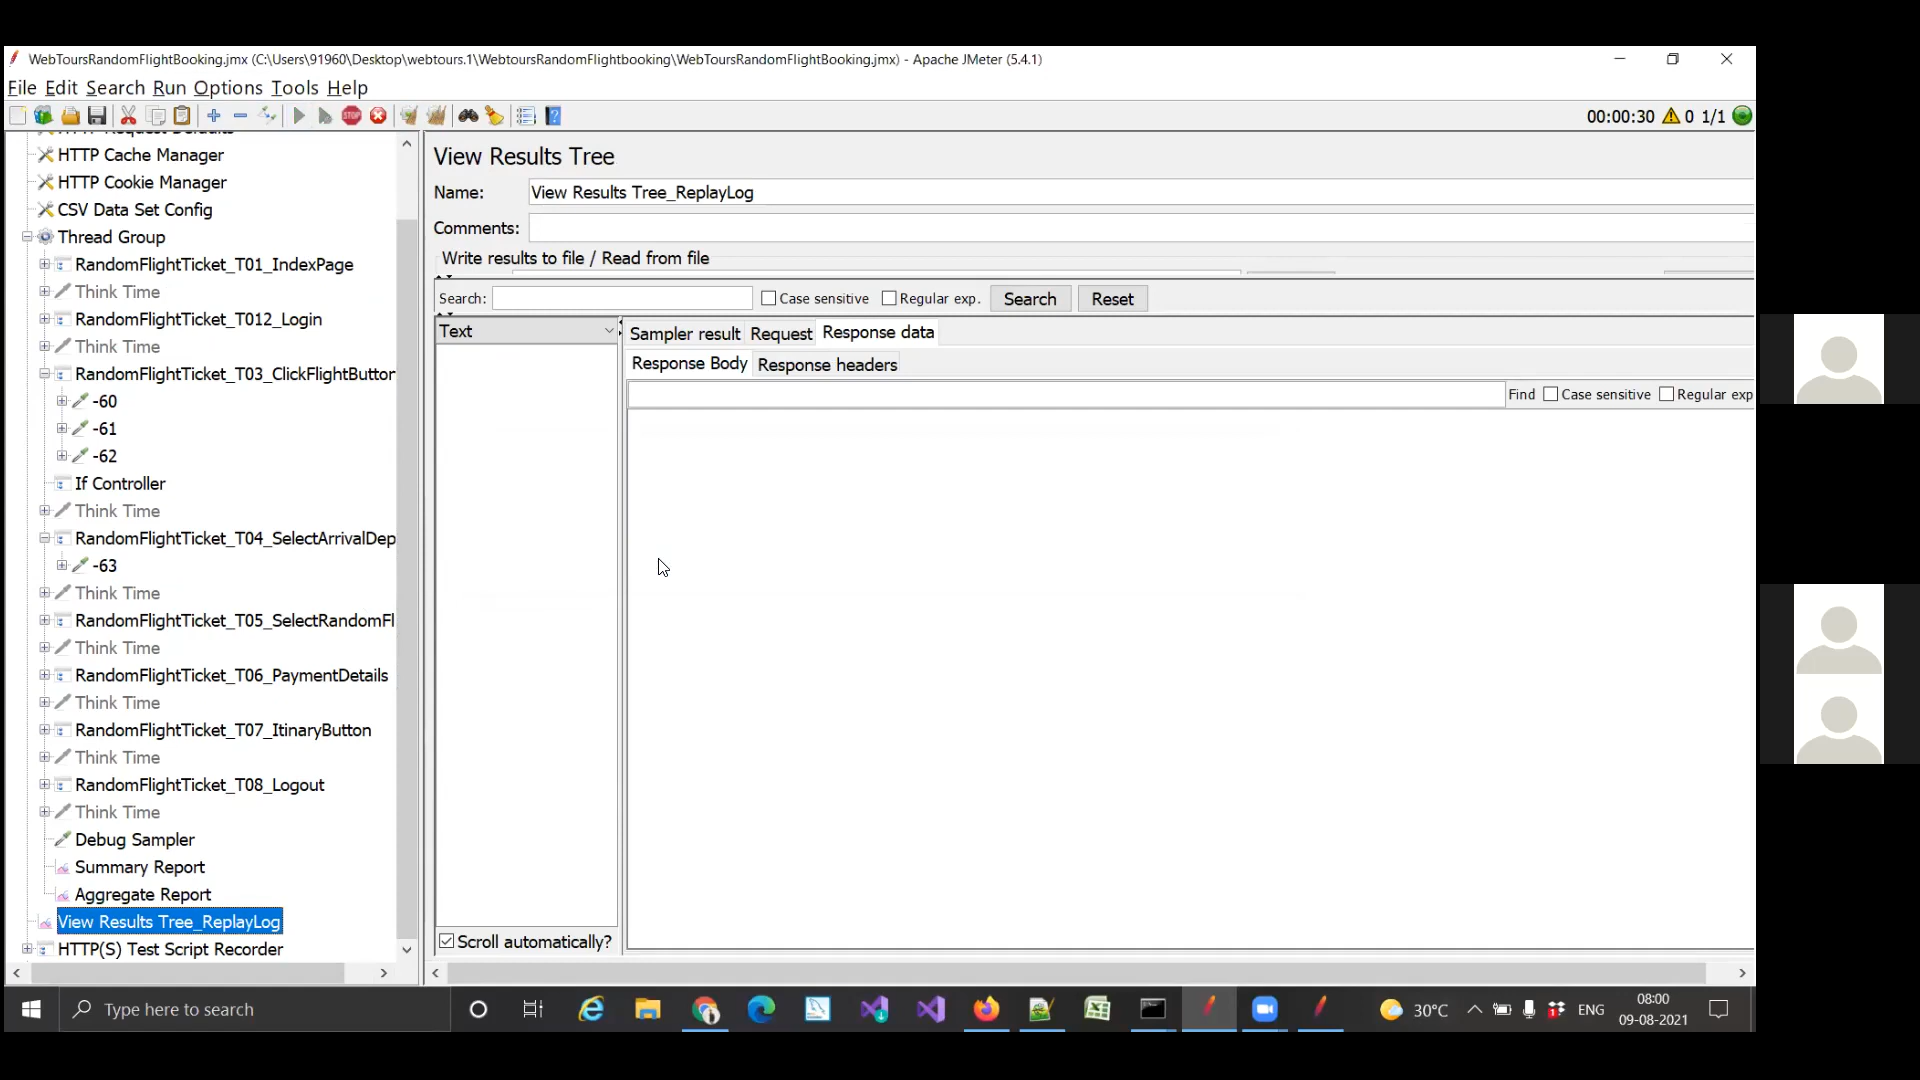 WebToursRandomFlightBooking.jmx (C:\Users\91960\Desktop\webtours.1\WebtoursRandomFlightbooking\WebToursRandomFlightBooking.jmx) - Apache JMeter (5.4.1)
File Edit Search Run Options Tools Help
STOP
00:00:30 0 1/1
HTTP Request Defaults
HTTP Cache Manager
HTTP Cookie Manager
CSV Data Set Config
Thread Group
RandomFlightTicket_T01_IndexPage
Think Time
RandomFlightTicket_T012_Login
Think Time
RandomFlightTicket_T03_ClickFlightButton
-60
-61
-62
If Controller
Think Time
RandomFlightTicket_T04_SelectArrivalDep
-63
Think Time
RandomFlightTicket_T05_SelectRandomFl
Think Time
RandomFlightTicket_T06_PaymentDetails
Think Time
RandomFlightTicket_T07_ItinaryButton
Think Time
RandomFlightTicket_T08_Logout
Think Time
Debug Sampler
Summary Report
Aggregate Report
View Results Tree_ReplayLog
HTTP(S) Test Script Recorder
View Results Tree
Name: View Results Tree_ReplayLog
Comments:
Write results to file / Read from file
Search: Case sensitive Regular exp. Search Reset
Text
Sampler result Request Response data
Response Body Response headers
Find Case sensitive Regular exp
Scroll automatically?
Type here to search
30°C ENG
08:00
09-08-2021